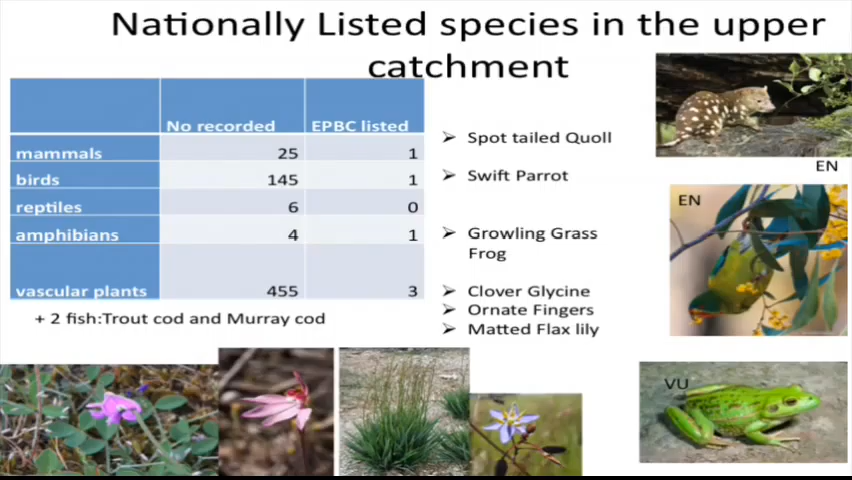 Nationally Listed species in the upper
catchment
No recorded EPBC listed
mammals 25 1
birds 145 1
reptiles 6 0
amphibians 4 1
vascular plants 455 3
+ 2 fish:Trout cod and Murray cod
➢ Spot tailed Quoll
➢ Swift Parrot
➢ Growling Grass
Frog
➢ Clover Glycine
➢ Ornate Fingers
➢ Matted Flax lily
EN
EN
VU